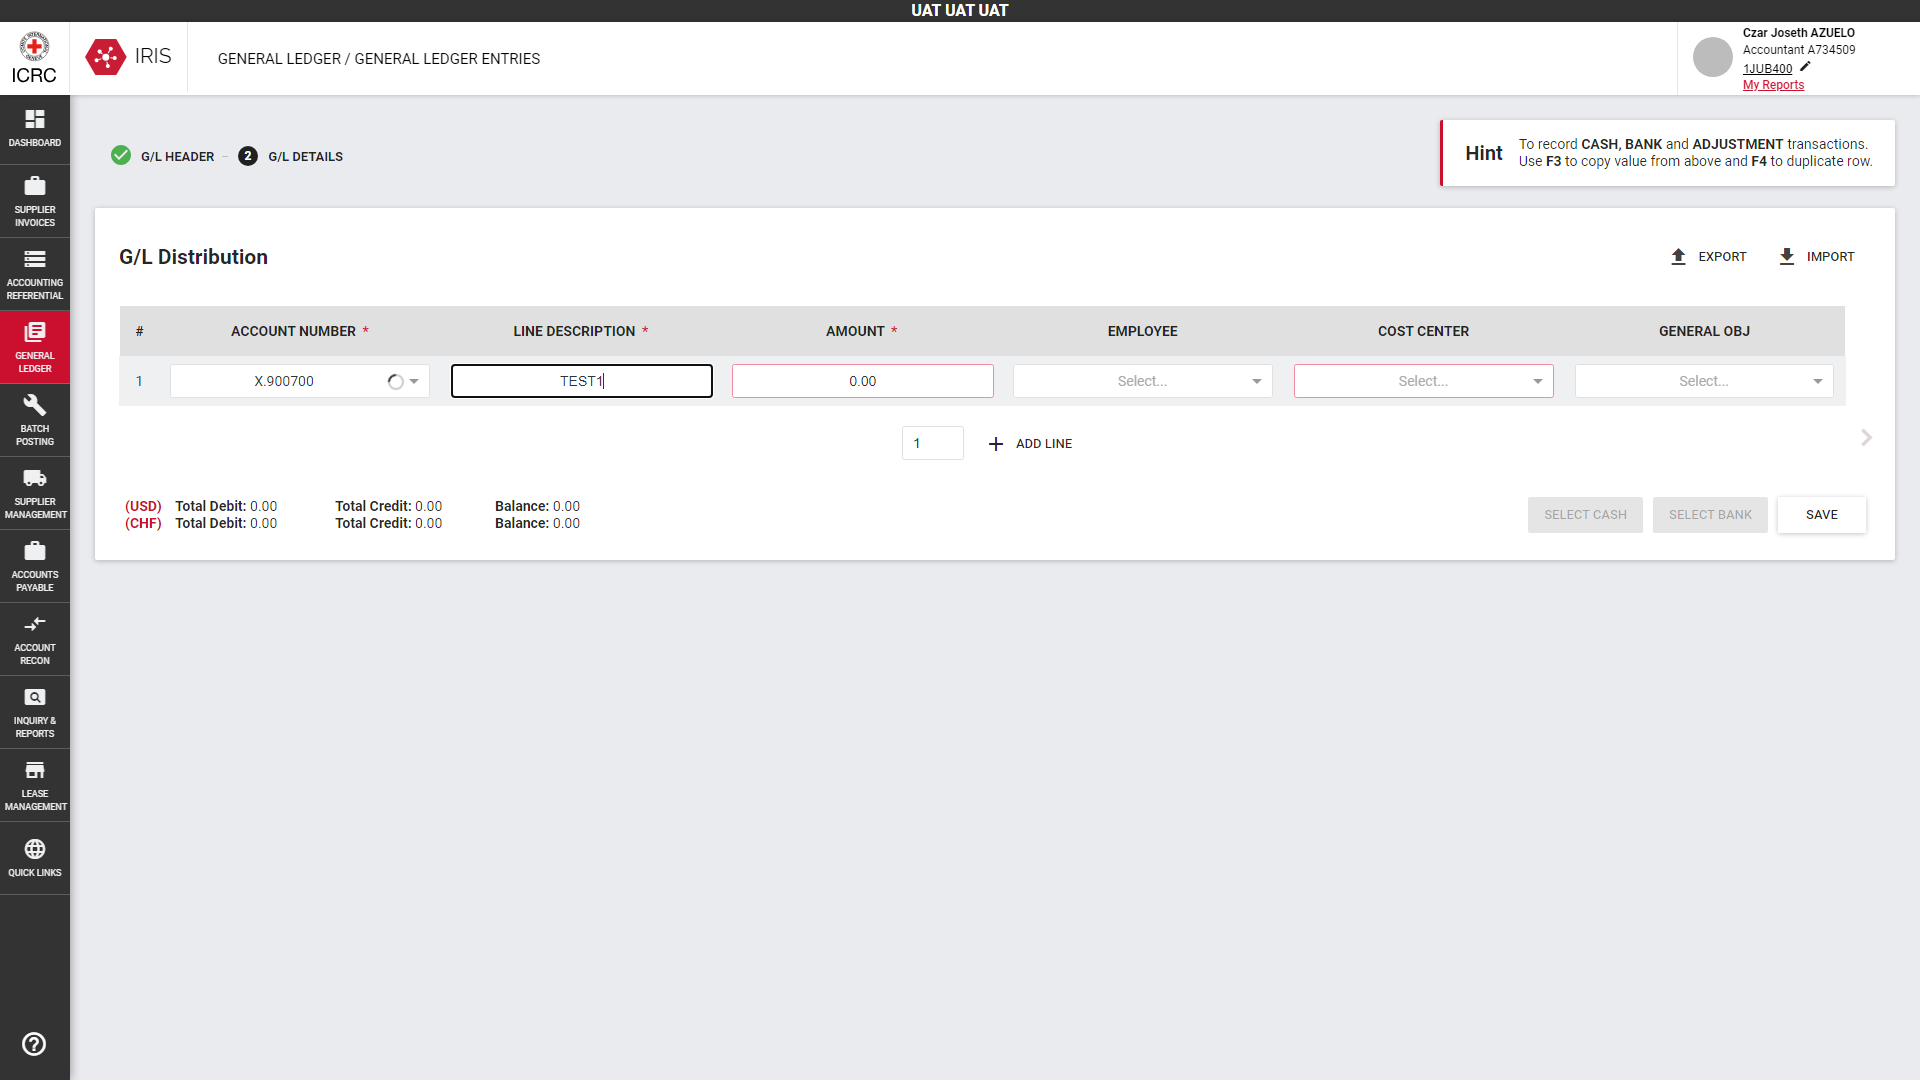 UAT UAT UAT
ICRC
IRIS
GENERAL LEDGER / GENERAL LEDGER ENTRIES
Czar Joseth AZUELO
Accountant A734509
1JUB400
My Reports
DASHBOARD
SUPPLIER
INVOICES
ACCOUNTING
REFERENTIAL
GENERAL
LEDGER
BATCH
POSTING
SUPPLIER
MANAGEMENT
ACCOUNTS
PAYABLE
ACCOUNT
RECON
INQUIRY &
REPORTS
LEASE
MANAGEMENT
QUICK LINKS
G/L HEADER
2 G/L DETAILS
Hint
To record CASH, BANK and ADJUSTMENT transactions.
Use F3 to copy value from above and F4 to duplicate row.
G/L Distribution
EXPORT
IMPORT
# ACCOUNT NUMBER * LINE DESCRIPTION * AMOUNT * EMPLOYEE COST CENTER GENERAL OBJ
1 X.900700 TEST1 0.00 Select... Select... Select...
1 ADD LINE
(USD) Total Debit: 0.00 Total Credit: 0.00 Balance: 0.00
(CHF) Total Debit: 0.00 Total Credit: 0.00 Balance: 0.00
SELECT CASH
SELECT BANK
SAVE